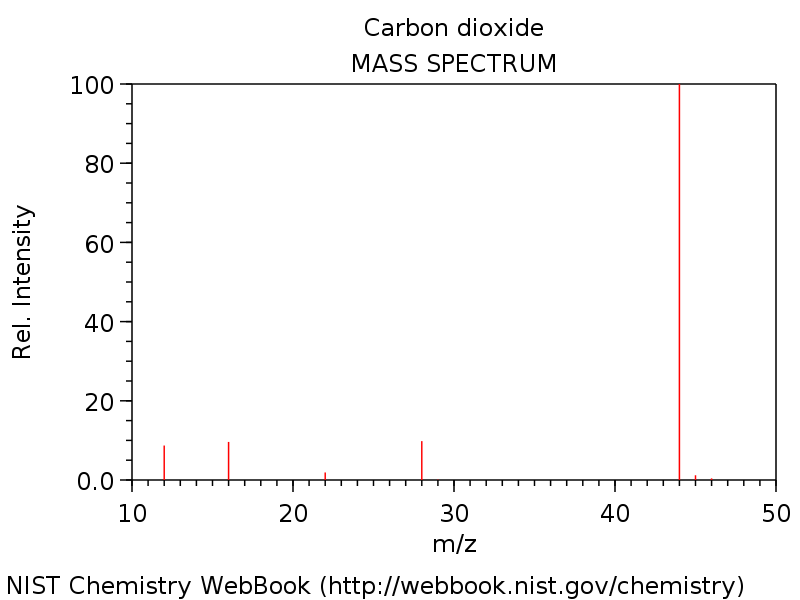 Carbon dioxide
MASS SPECTRUM
100
80
60
40
20
0.0
Rel. Intensity
10 20 30 40 50
m/z
NIST Chemistry WebBook (http://webbook.nist.gov/chemistry)